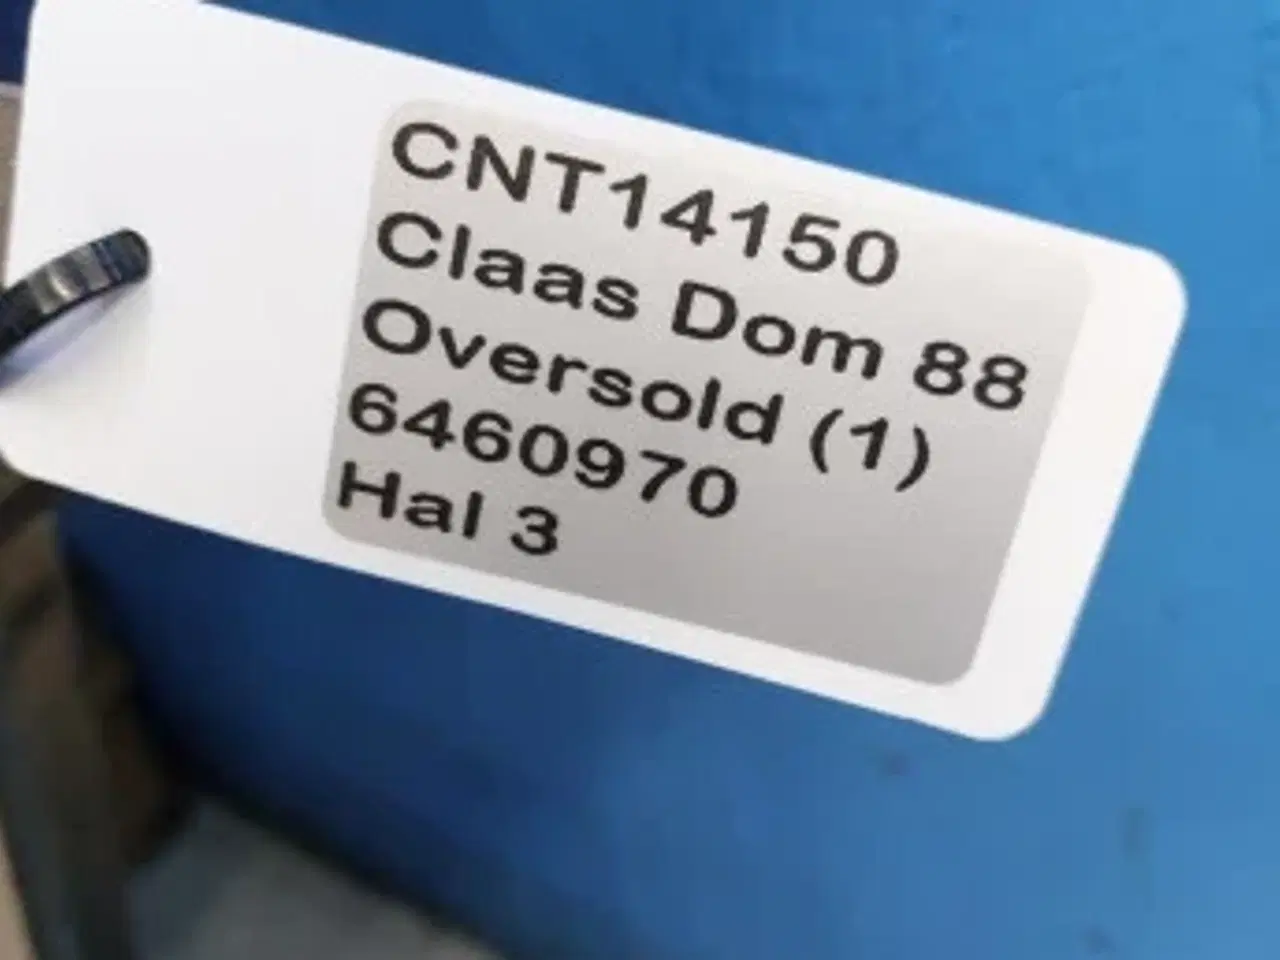 CNT14150
Claas Dom 88
Oversold (1)
6460970
Hal 3